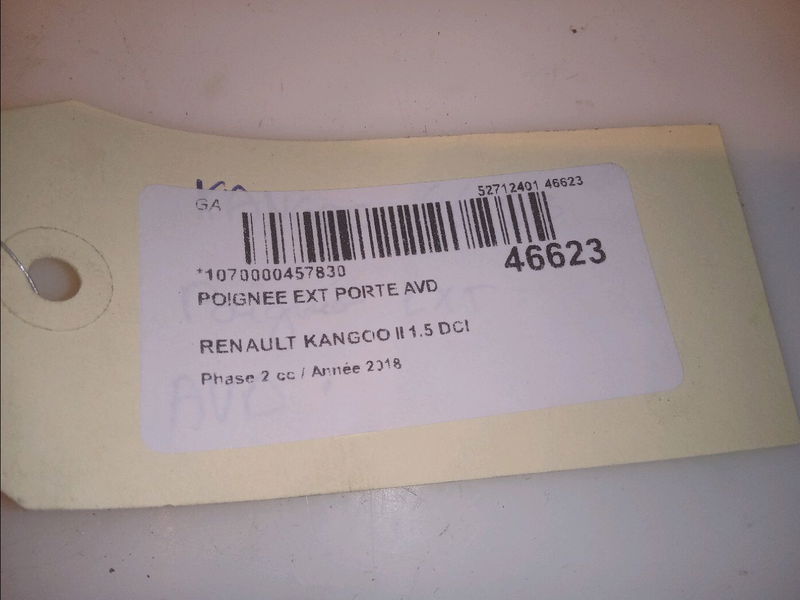 52712401 46623
GA
46623
*1070000457830
POIGNEE EXT PORTE AVD
RENAULT KANGOO II 1.5 DCI
Phase 2 cc / Année 2018